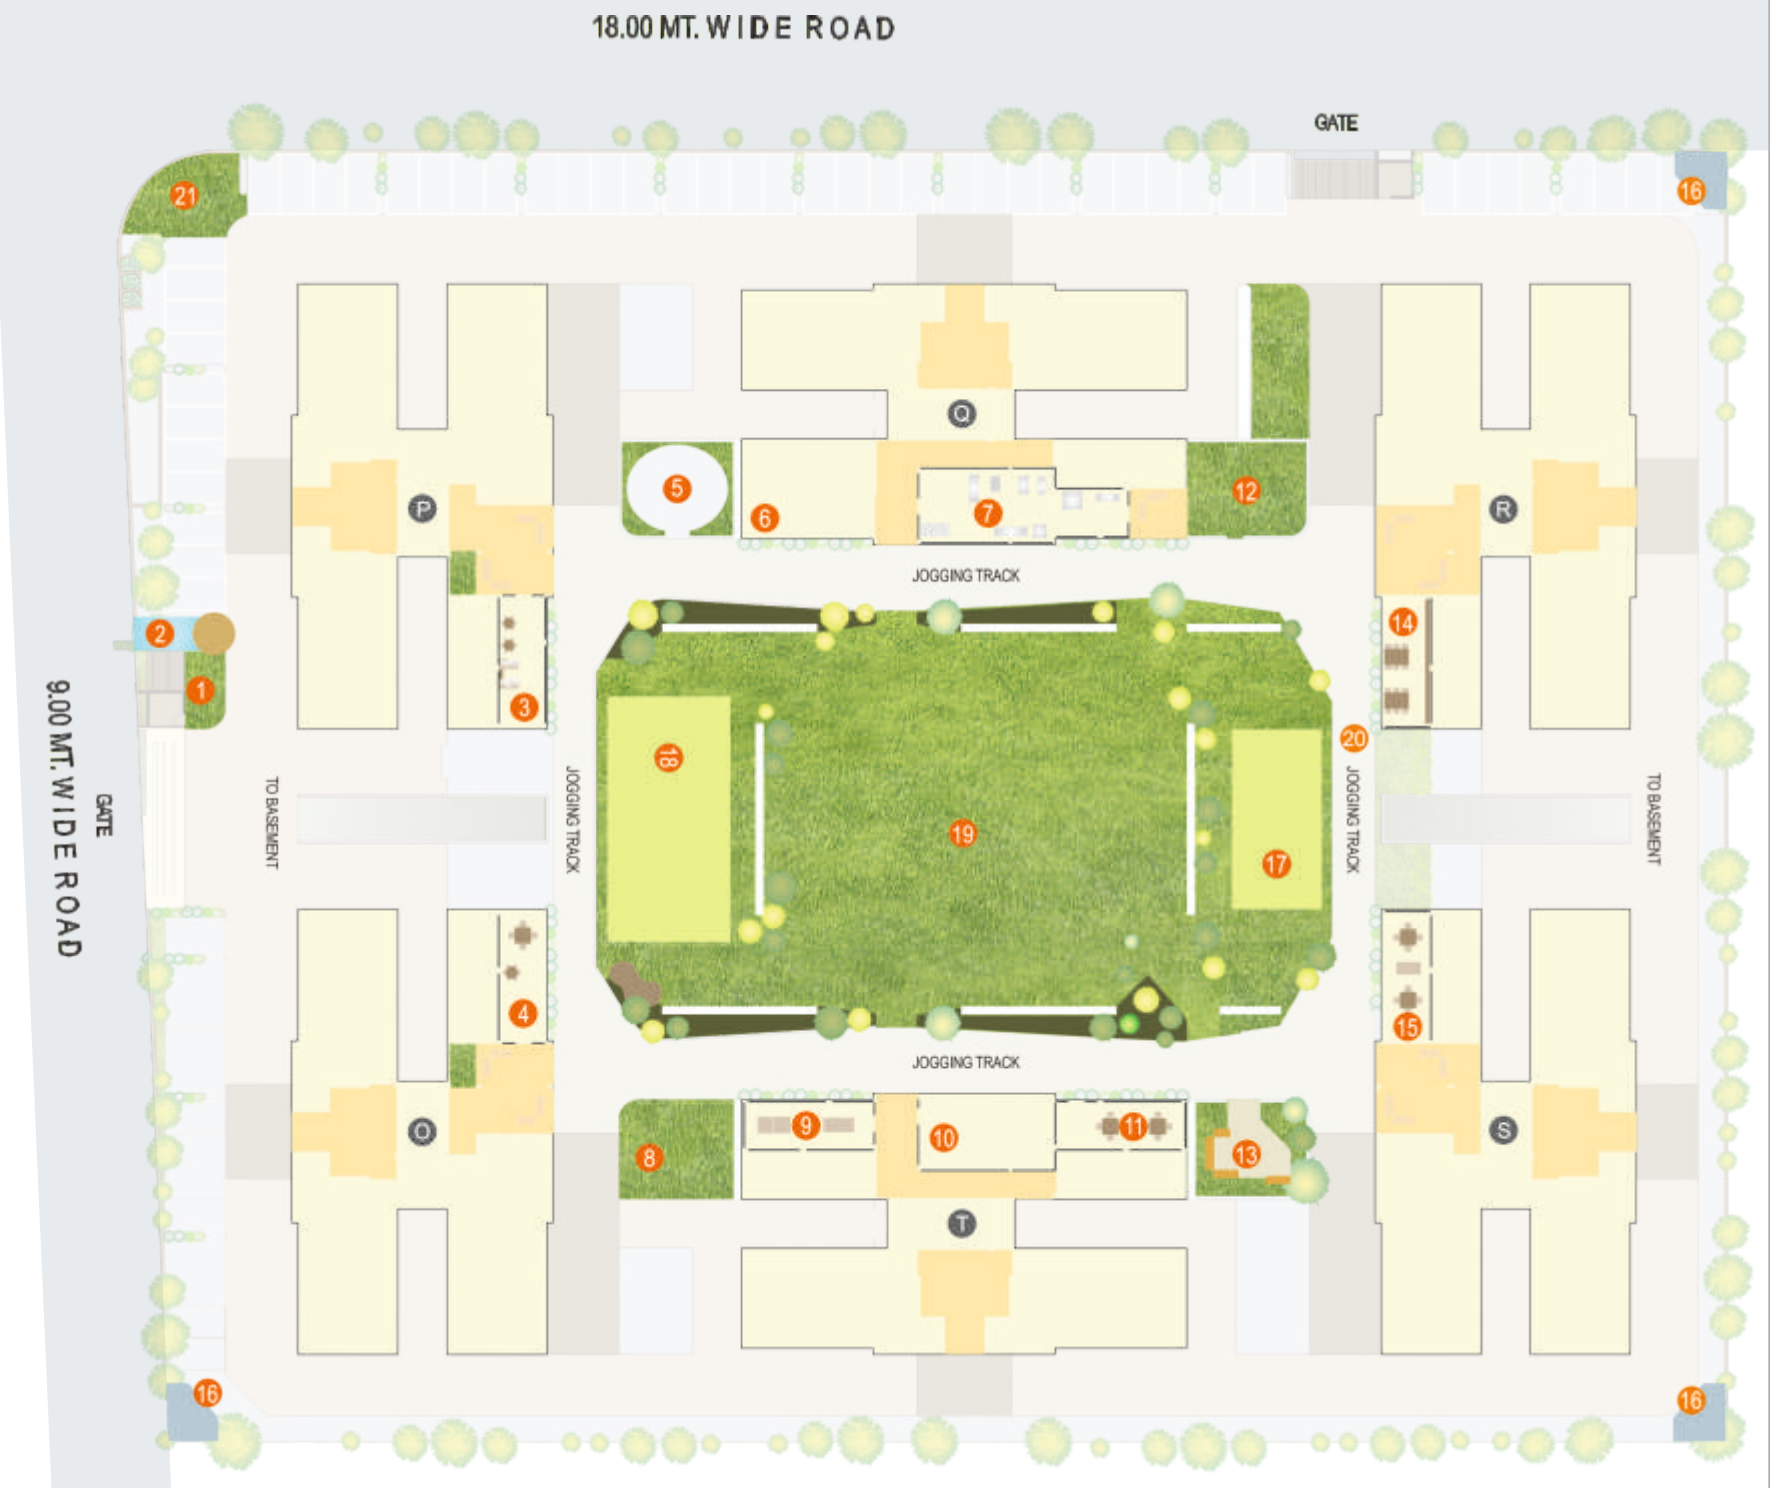 18.00 MT. WIDE ROAD
GATE
21
16
Q
5
6
7
12
P
R
JOGGING TRACK
2
14
1
3
18
20
9.00 MT. WIDE ROAD
GATE
TO BASEMENT
JOGGING TRACK
19
17
JOGGING TRACK
TO BASEMENT
4
15
JOGGING TRACK
O
8
9
10
11
13
S
T
16
16